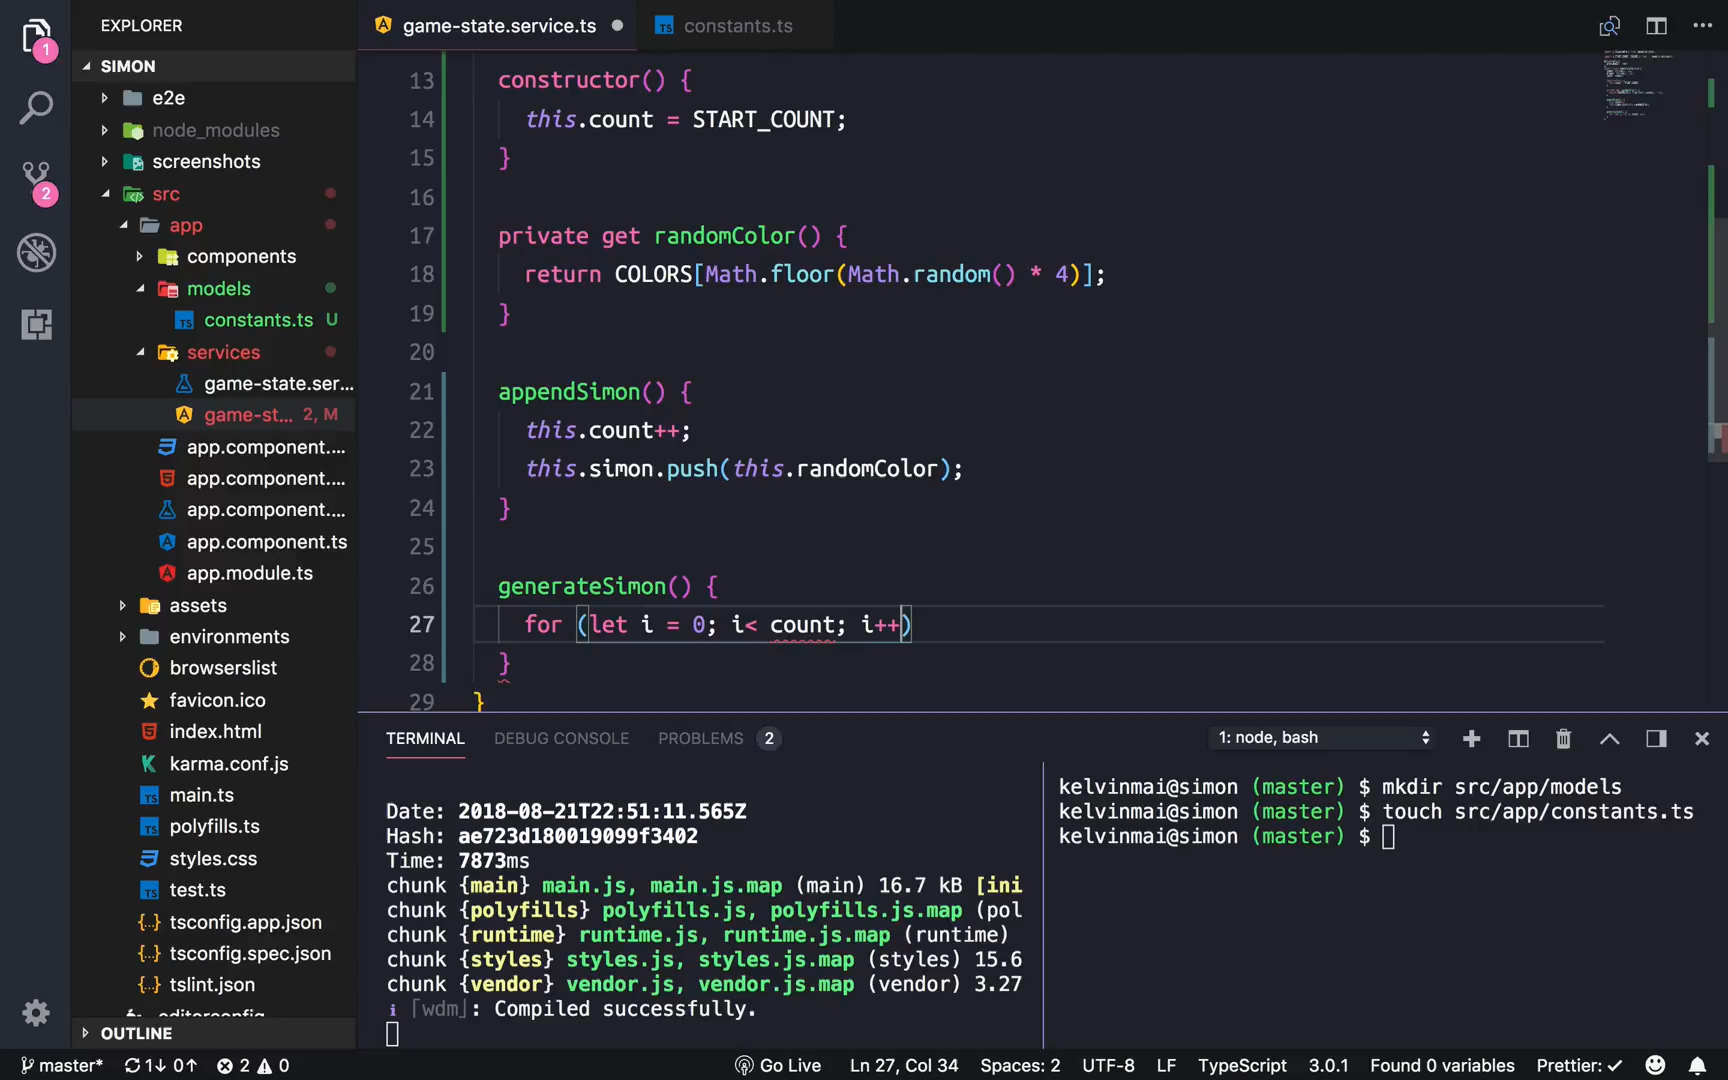 EXPLORER
game-state.service.ts
constants.ts
1
SIMON
e2e
node_modules
screenshots
2
src
app
components
models
constants.ts U
services
game-state.ser...
game-st... 2, M
app.component....
app.component....
app.component....
app.component.ts
app.module.ts
assets
environments
browserslist
favicon.ico
index.html
karma.conf.js
main.ts
polyfills.ts
styles.css
test.ts
tsconfig.app.json
tsconfig.spec.json
tslint.json
OUTLINE
13 constructor() {
14 this.count = START_COUNT;
15 }
16
17 private get randomColor() {
18 return COLORS[Math.floor(Math.random() * 4)];
19 }
20
21 appendSimon() {
22 this.count++;
23 this.simon.push(this.randomColor);
24 }
25
26 generateSimon() {
27 for (let i = 0; i< count; i++)
28 }
29 }
TERMINAL DEBUG CONSOLE PROBLEMS 2
1: node, bash
Date: 2018-08-21T22:51:11.565Z
Hash: ae723d180019099f3402
Time: 7873ms
chunk {main} main.js, main.js.map (main) 16.7 kB [ini
chunk {polyfills} polyfills.js, polyfills.js.map (pol
chunk {runtime} runtime.js, runtime.js.map (runtime)
chunk {styles} styles.js, styles.js.map (styles) 15.6
chunk {vendor} vendor.js, vendor.js.map (vendor) 3.27
i ｢wdm｣: Compiled successfully.
kelvinmai@simon (master) $ mkdir src/app/models
kelvinmai@simon (master) $ touch src/app/constants.ts
kelvinmai@simon (master) $
master* 1↓ 0↑ 2 0 Go Live Ln 27, Col 34 Spaces: 2 UTF-8 LF TypeScript 3.0.1 Found 0 variables Prettier: ✓